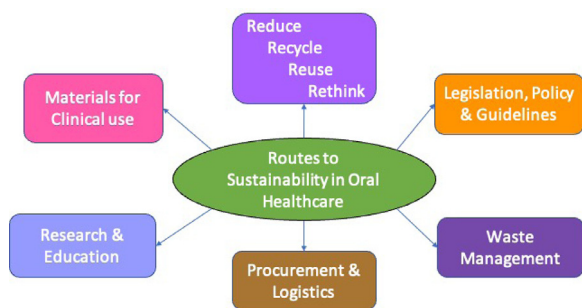 Reduce
Recycle
Reuse
Rethink
Materials for
Clinical use
Legislation, Policy
& Guidelines
Routes to
Sustainability in Oral
Healthcare
Research &
Education
Procurement &
Logistics
Waste
Management